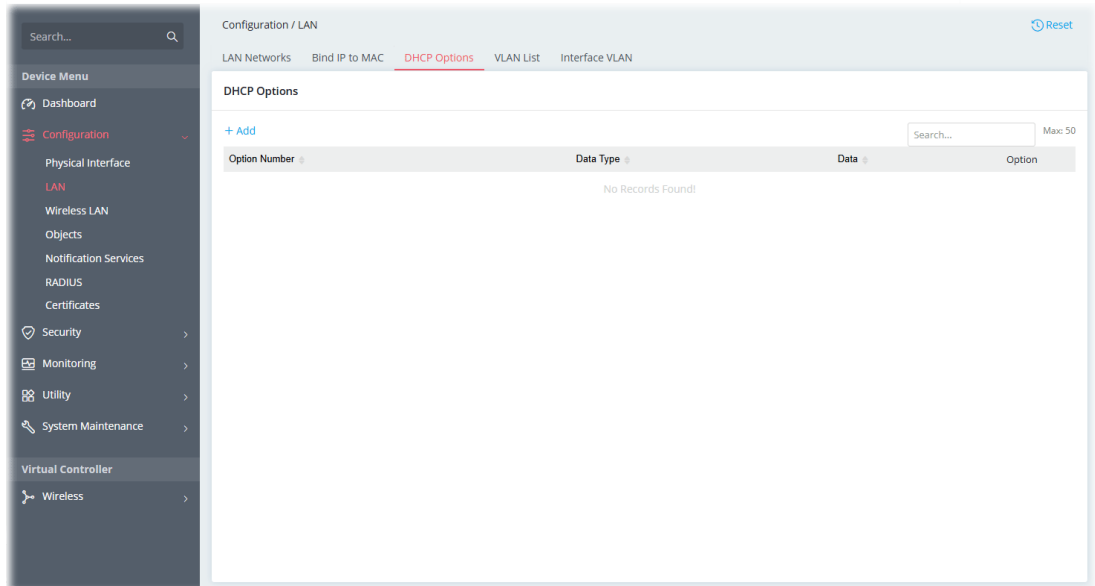 Search...
Device Menu
Dashboard
Configuration
Physical Interface
LAN
Wireless LAN
Objects
Notification Services
RADIUS
Certificates
Security
Monitoring
Utility
System Maintenance
Virtual Controller
Wireless
Configuration / LAN
Reset
LAN Networks Bind IP to MAC DHCP Options VLAN List Interface VLAN
DHCP Options
+ Add Search... Max: 50
Option Number Data Type Data Option
No Records Found!